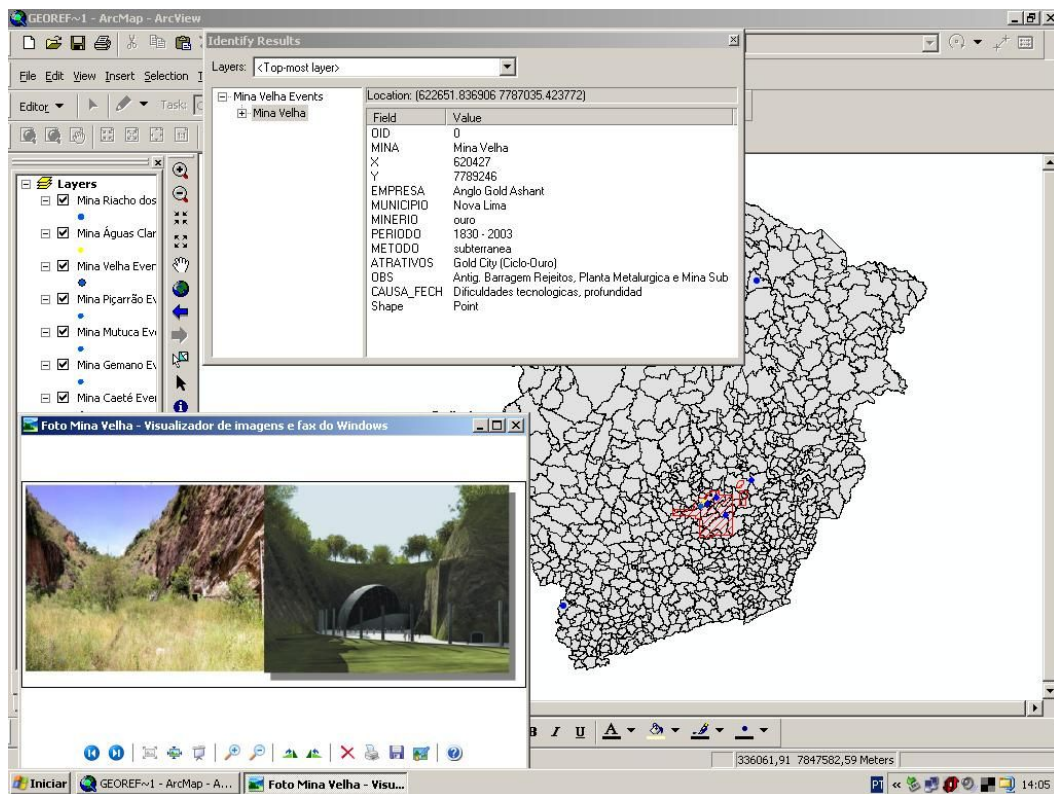 GEOREF~1 - ArcMap - ArcView
File Edit View Insert Selection
Editor Task:
Identify Results
Layers: <Top-most layer>
Mina Velha Events
Mina Velha
Location: (622651.836906 7787035.423772)
Field Value
OID 0
MINA Mina Velha
X 620427
Y 7789246
EMPRESA Anglo Gold Ashant
MUNICIPIO Nova Lima
MINERIO ouro
PERIODO 1830 - 2003
METODO subterranea
ATRATIVOS Gold City (Ciclo-Ouro)
OBS Antig. Barragem Rejeitos, Planta Metalurgica e Mina Sub
CAUSA_FECH Dificuldades tecnologicas, profundidad
Shape Point
Layers
Mina Riacho dos
Mina Águas Clar
Mina Velha Even
Mina Piçarrão Ev
Mina Mutuca Eve
Mina Gemano Ev
Mina Caeté Even
Foto Mina Velha - Visualizador de imagens e fax do Windows
B I U A
336061,91 7847582,59 Meters
Iniciar GEOREF~1 - ArcMap - A... Foto Mina Velha - Visu... PT 14:05